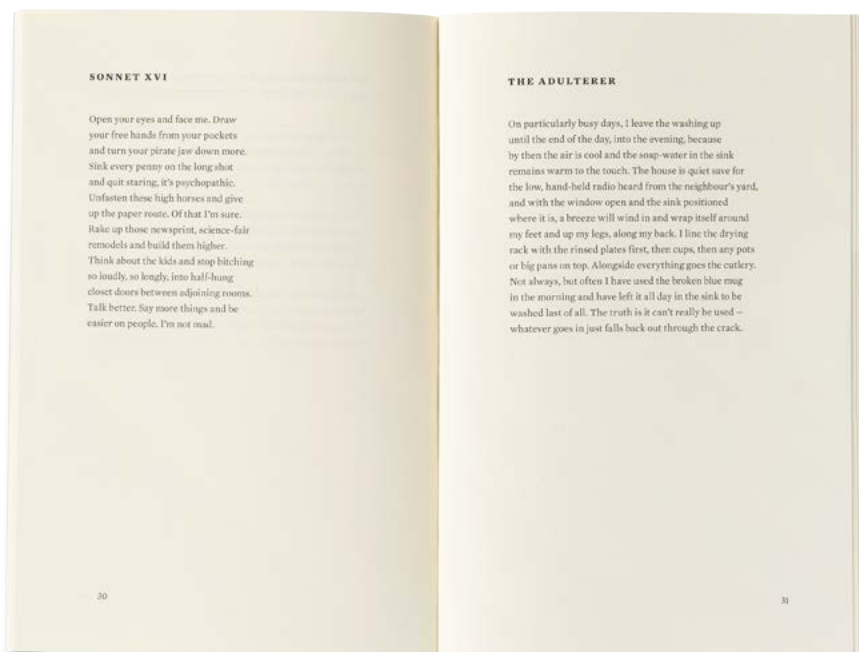 SONNET XVI
Open your eyes and face me. Draw
your free hands from your pockets
and turn your pirate jaw down more.
Sink every penny on the long shot
and quit staring, it's psychopathic.
Unfasten these high horses and give
up the paper route. Of that I'm sure.
Rake up those newsprint, science-fair
remodels and build them higher.
Think about the kids and stop bitching
so loudly, so longly, into half-hung
closet doors between adjoining rooms.
Talk better. Say more things and be
easier on people. I'm not mad.
30
THE ADULTERER
On particularly busy days, I leave the washing up
until the end of the day, into the evening, because
by then the air is cool and the soap-water in the sink
remains warm to the touch. The house is quiet save for
the low, hand-held radio heard from the neighbour's yard,
and with the window open and the sink positioned
where it is, a breeze will wind in and wrap itself around
my feet and up my legs, along my back. I line the drying
rack with the rinsed plates first, then cups, then any pots
or big pans on top. Alongside everything goes the cutlery.
Not always, but often I have used the broken blue mug
in the morning and have left it all day in the sink to be
washed last of all. The truth is it can't really be used –
whatever goes in just falls back out through the crack.
31